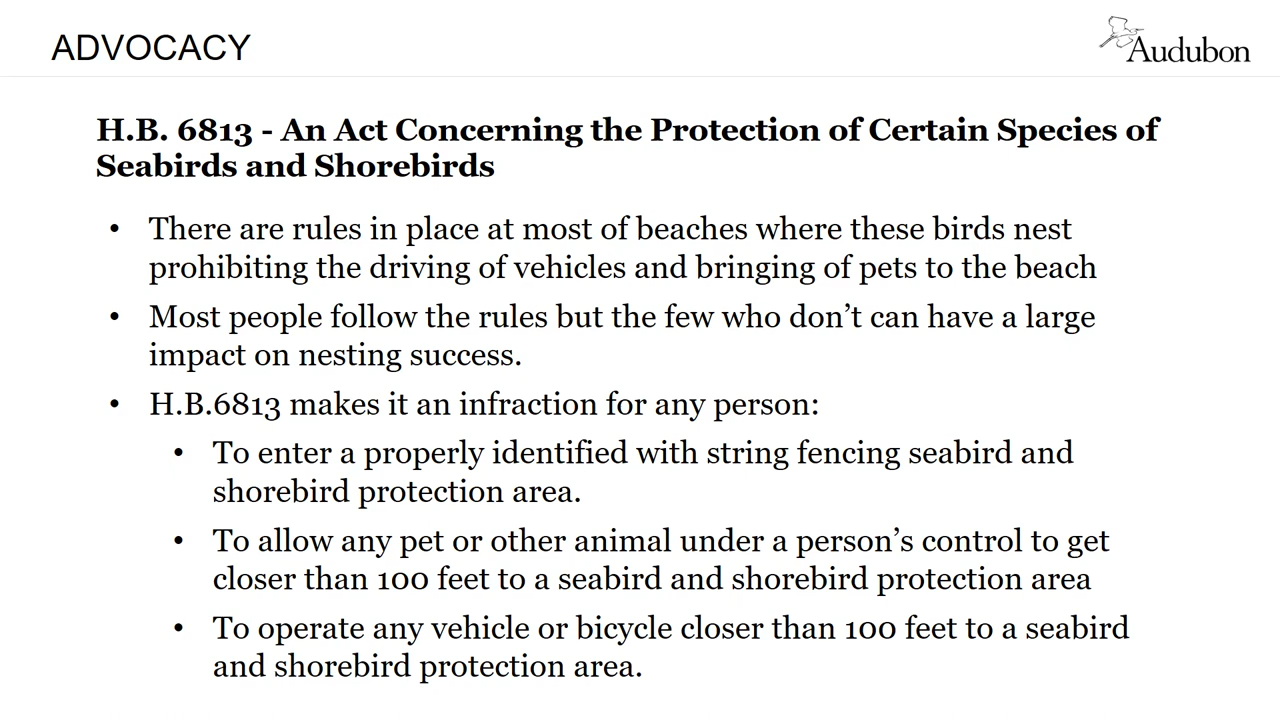 ADVOCACY
Audubon
H.B. 6813 - An Act Concerning the Protection of Certain Species of
Seabirds and Shorebirds
• There are rules in place at most of beaches where these birds nest
prohibiting the driving of vehicles and bringing of pets to the beach
• Most people follow the rules but the few who don’t can have a large
impact on nesting success.
• H.B.6813 makes it an infraction for any person:
• To enter a properly identified with string fencing seabird and
shorebird protection area.
• To allow any pet or other animal under a person’s control to get
closer than 100 feet to a seabird and shorebird protection area
• To operate any vehicle or bicycle closer than 100 feet to a seabird
and shorebird protection area.